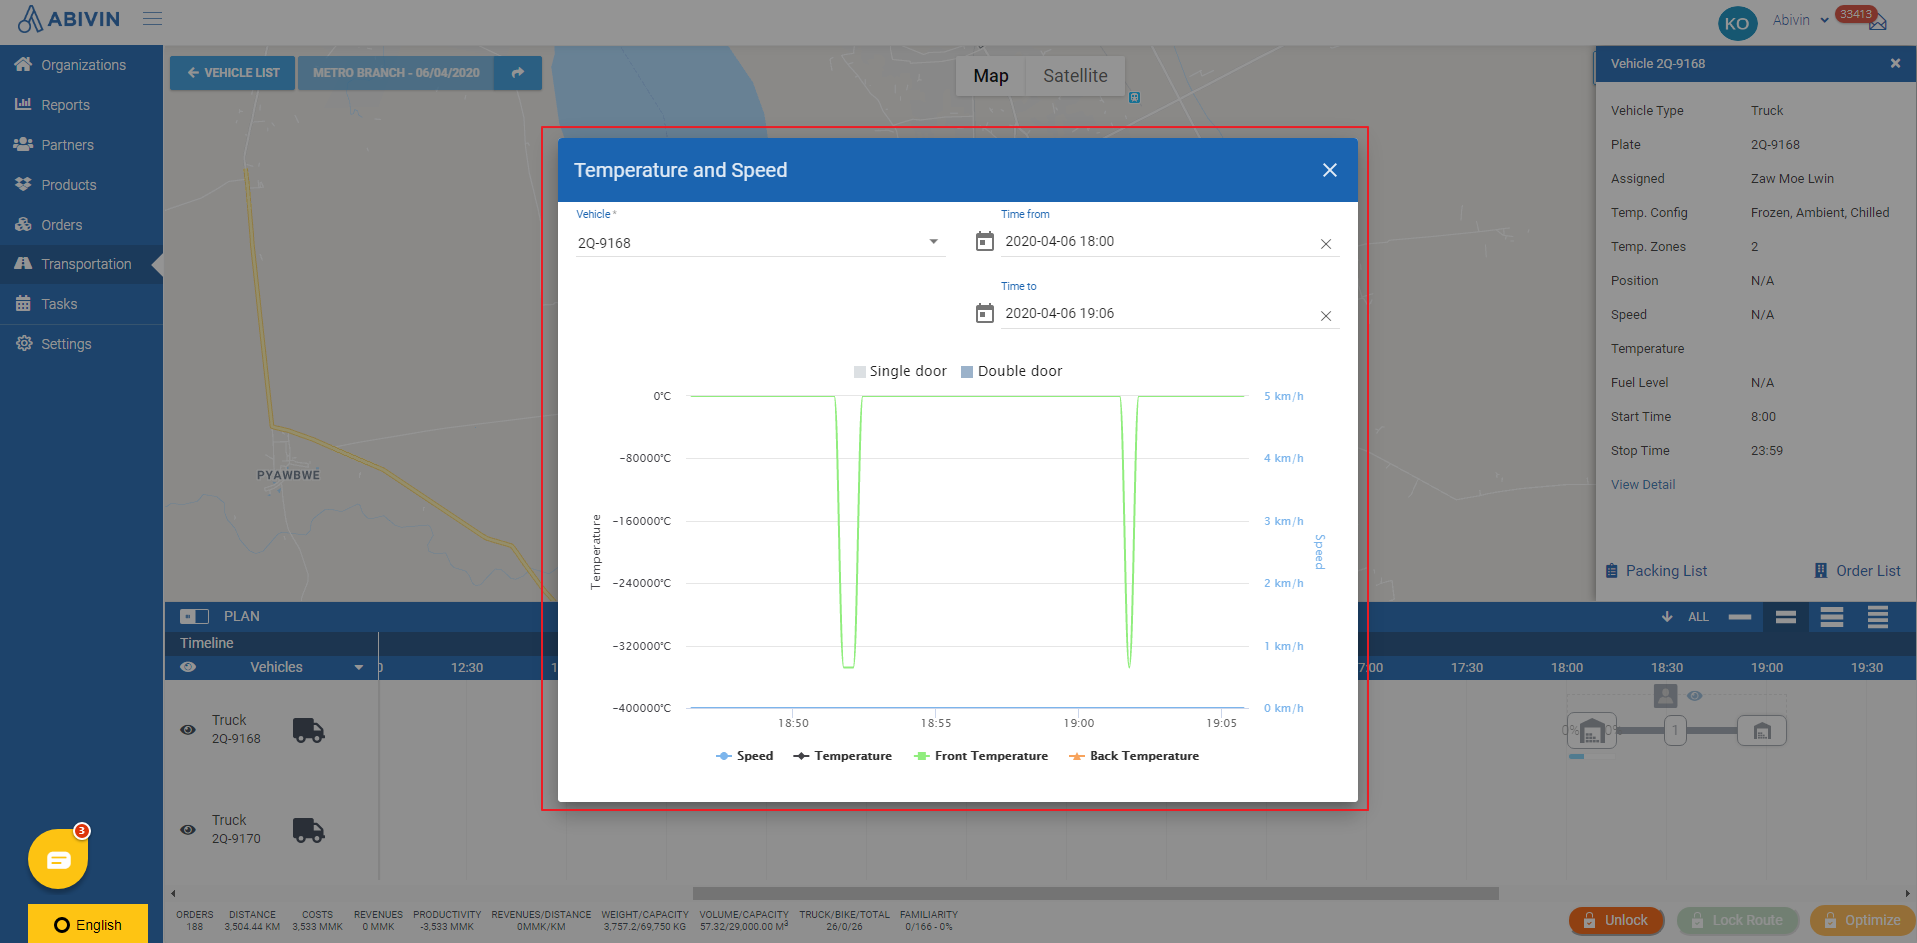 ABIVIN
KO
Abivin
33413
Organizations
Reports
Partners
Products
Orders
Transportation
Tasks
Settings
3
English
VEHICLE LIST
METRO BRANCH - 06/04/2020
Map
Satellite
PYAWBWE
Temperature and Speed
Vehicle *
2Q-9168
Time from
2020-04-06 18:00
Time to
2020-04-06 19:06
Single door
Double door
0°C
-80000°C
-160000°C
-240000°C
-320000°C
-400000°C
Temperature
5 km/h
4 km/h
3 km/h
2 km/h
1 km/h
0 km/h
Speed
18:50
18:55
19:00
19:05
Speed
Temperature
Front Temperature
Back Temperature
Vehicle 2Q-9168
Vehicle Type Truck
Plate 2Q-9168
Assigned Zaw Moe Lwin
Temp. Config Frozen, Ambient, Chilled
Temp. Zones 2
Position N/A
Speed N/A
Temperature
Fuel Level N/A
Start Time 8:00
Stop Time 23:59
View Detail
Packing List
Order List
PLAN
ALL
Timeline
Vehicles
12:30
17:30
18:00
18:30
19:00
19:30
Truck
2Q-9168
0%
1
Truck
2Q-9170
ORDERS
188
DISTANCE
3,504.44 KM
COSTS
3,533 MMK
REVENUES
0 MMK
PRODUCTIVITY
-3,533 MMK
REVENUES/DISTANCE
0MMK/KM
WEIGHT/CAPACITY
3,757.2/69,750 KG
VOLUME/CAPACITY
57.32/29,000.00 M³
TRUCK/BIKE/TOTAL
26/0/26
FAMILIARITY
0/166 - 0%
Unlock
Lock Route
Optimize